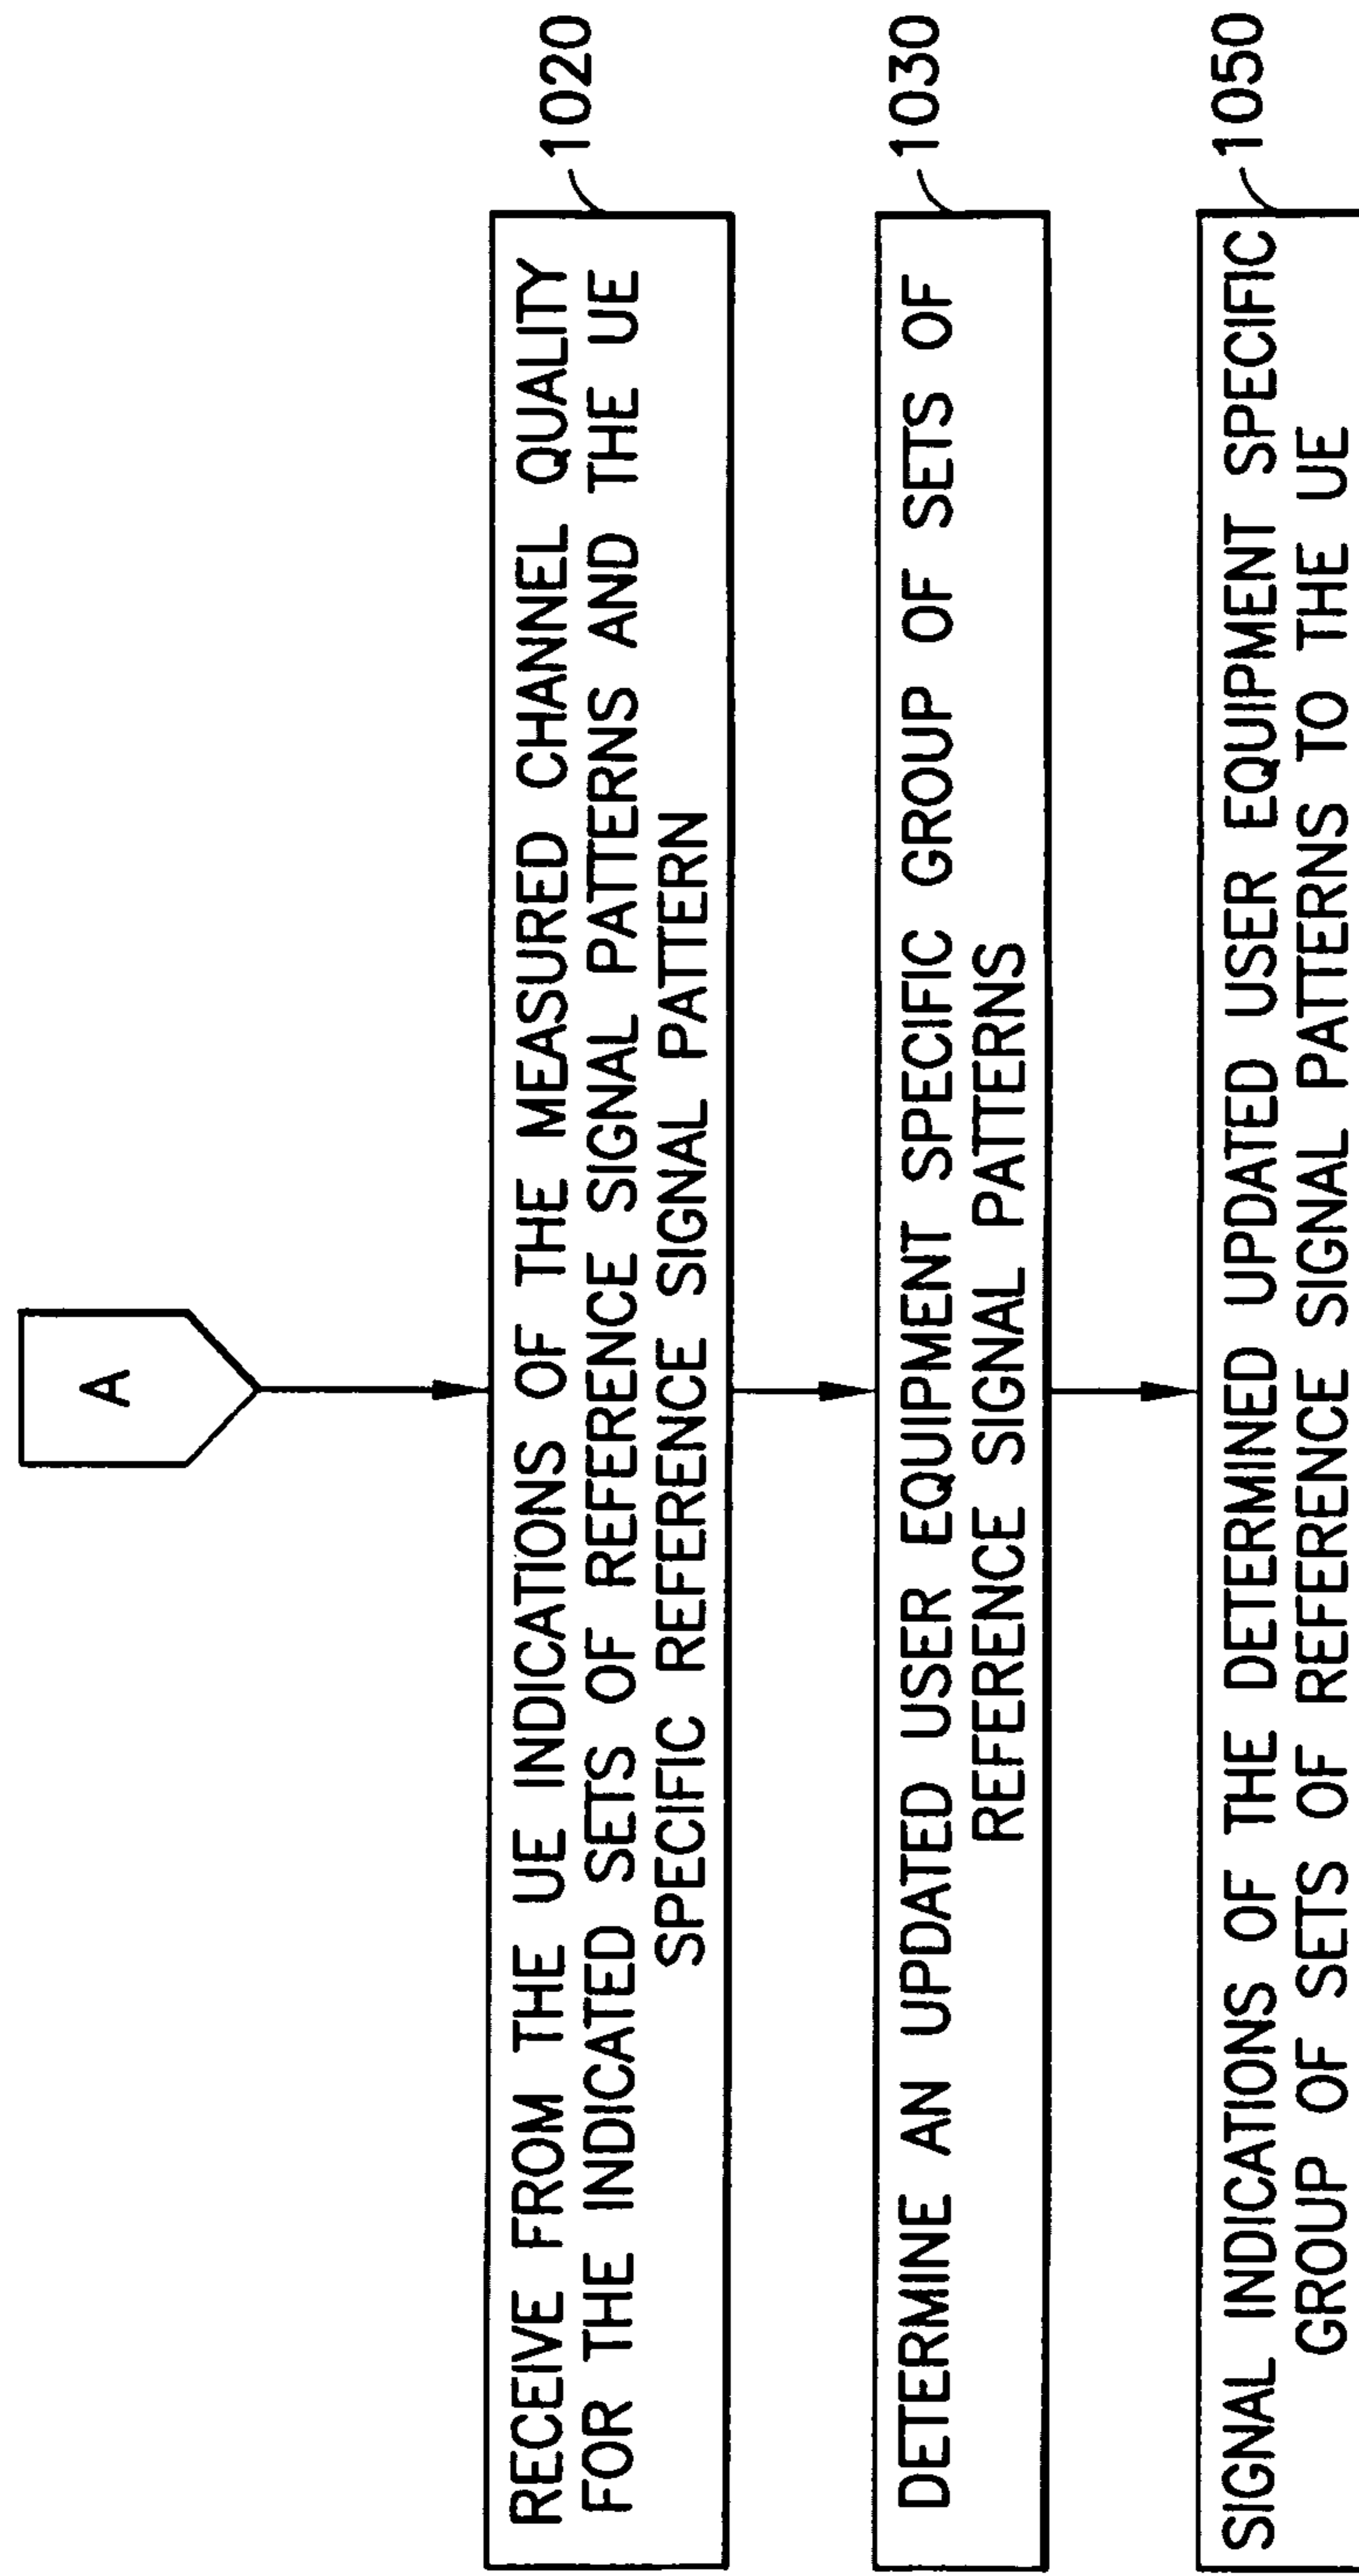 A
RECEIVE FROM THE UE INDICATIONS OF THE MEASURED CHANNEL QUALITY
FOR THE INDICATED SETS OF REFERENCE SIGNAL PATTERNS AND THE UE
SPECIFIC REFERENCE SIGNAL PATTERN
1020
DETERMINE AN UPDATED USER EQUIPMENT SPECIFIC GROUP OF SETS OF
REFERENCE SIGNAL PATTERNS
1030
SIGNAL INDICATIONS OF THE DETERMINED UPDATED USER EQUIPMENT SPECIFIC
GROUP OF SETS OF REFERENCE SIGNAL PATTERNS TO THE UE
1050